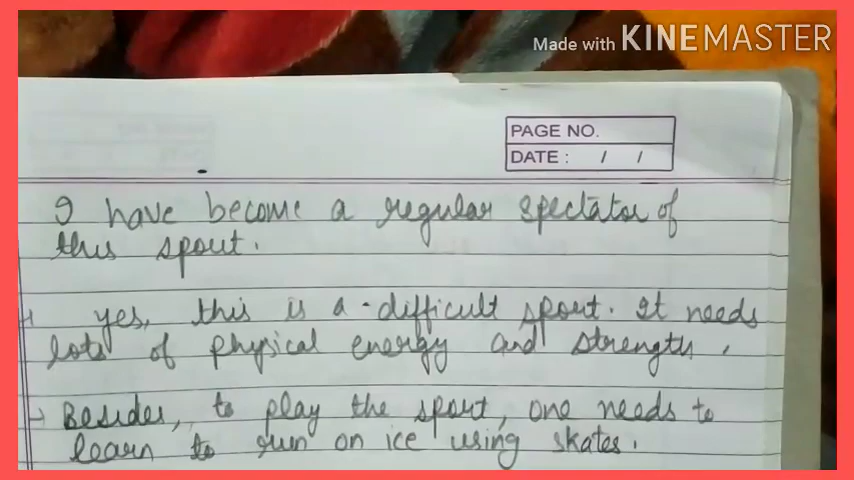 Made with KINEMASTER
PAGE NO.
DATE : / /
I have become a regular spectator of
this sport.
yes, this is a difficult sport. It needs
lots of physical energy and strength.
→ Besides, to play the sport, one needs to
learn to run on ice using skates.